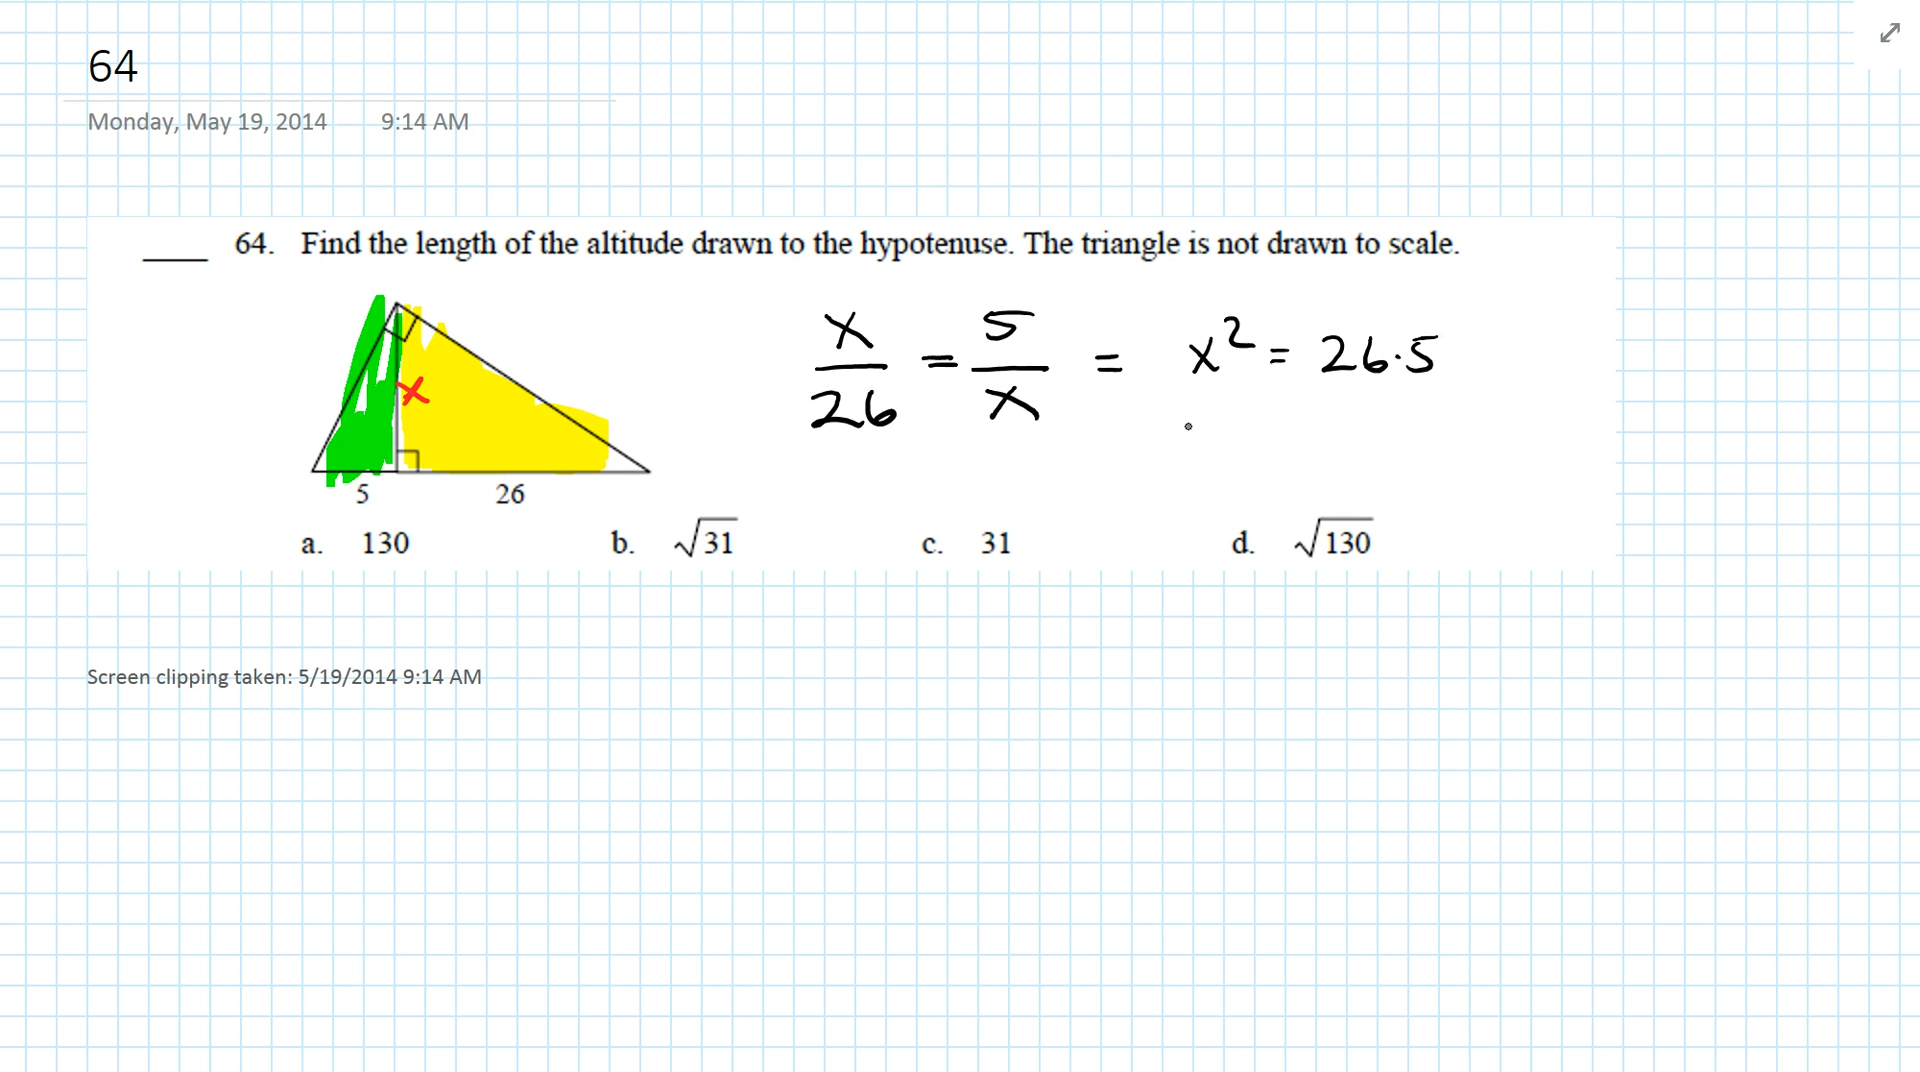 64
Monday, May 19, 2014 9:14 AM
____ 64. Find the length of the altitude drawn to the hypotenuse. The triangle is not drawn to scale.
x/26 = 5/x = x² = 26·5
x
5 26
a. 130 b. √31 c. 31 d. √130
Screen clipping taken: 5/19/2014 9:14 AM